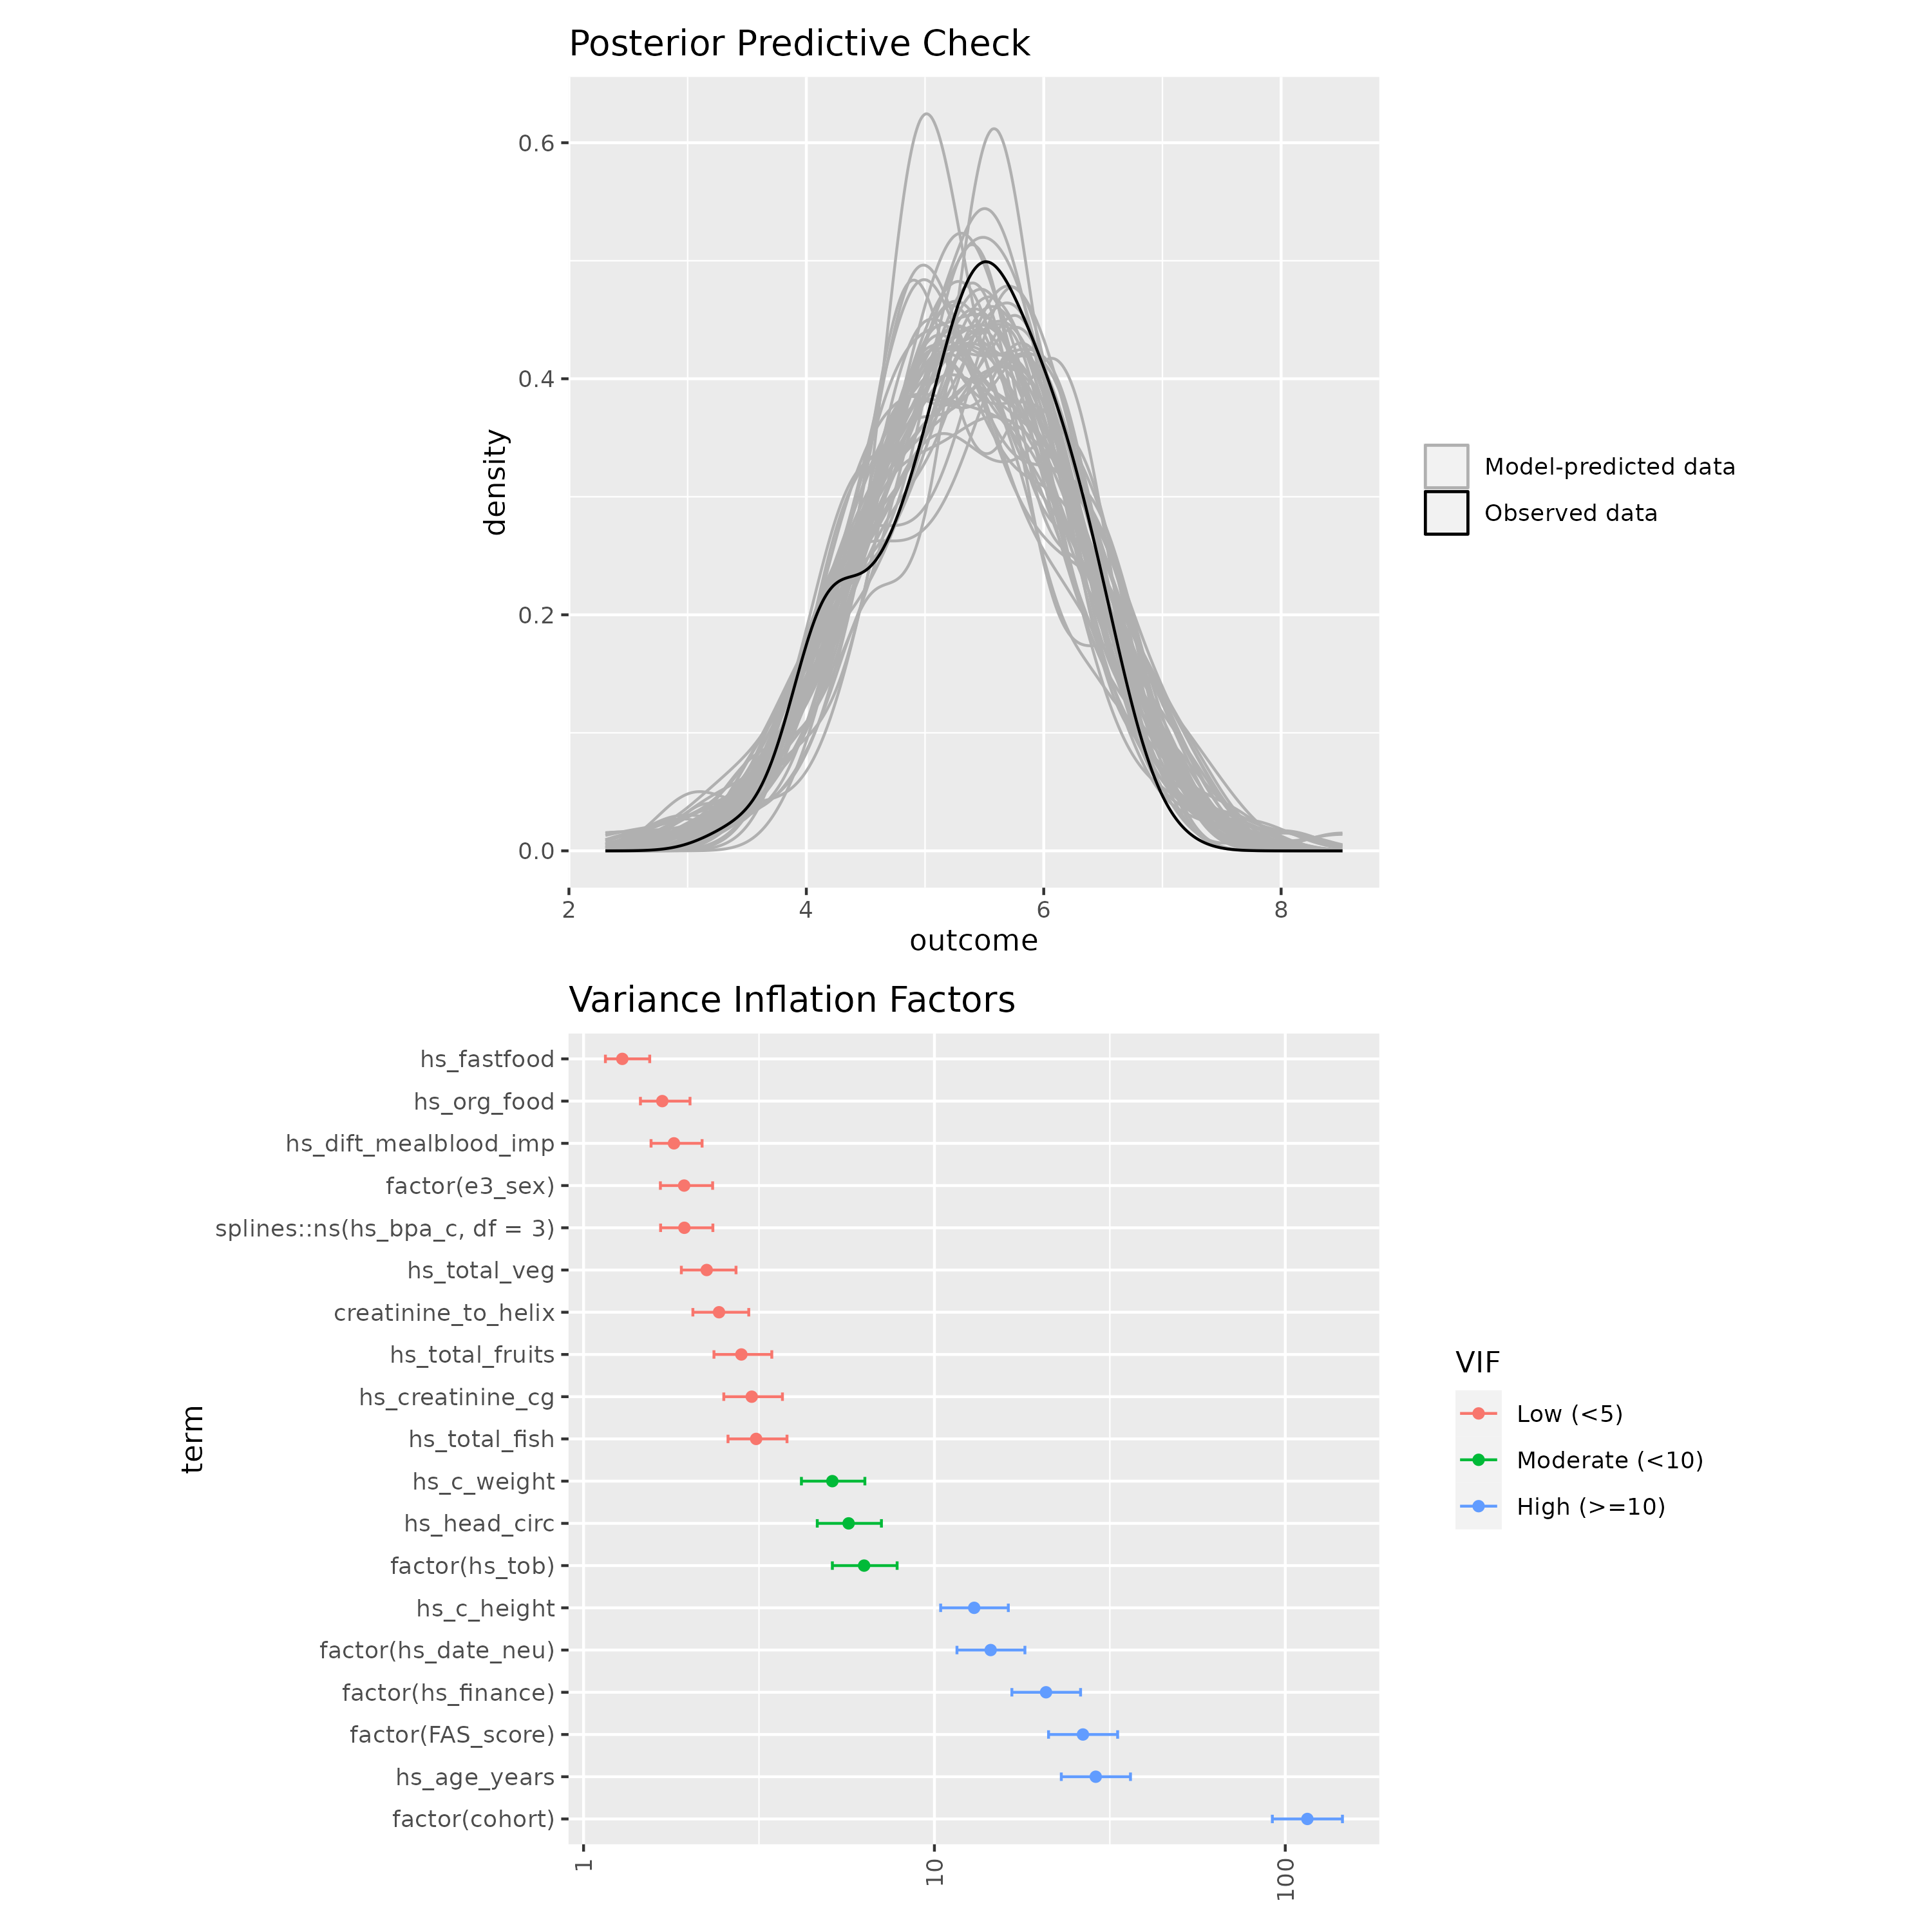 Posterior Predictive Check
0.6
0.4
0.2
0.0
density
2 4 6 8
outcome
Model-predicted data
Observed data
Variance Inflation Factors
term
hs_fastfood
hs_org_food
hs_dift_mealblood_imp
factor(e3_sex)
splines::ns(hs_bpa_c, df = 3)
hs_total_veg
creatinine_to_helix
hs_total_fruits
hs_creatinine_cg
hs_total_fish
hs_c_weight
hs_head_circ
factor(hs_tob)
hs_c_height
factor(hs_date_neu)
factor(hs_finance)
factor(FAS_score)
hs_age_years
factor(cohort)
1 10 100
VIF
Low (<5)
Moderate (<10)
High (>=10)